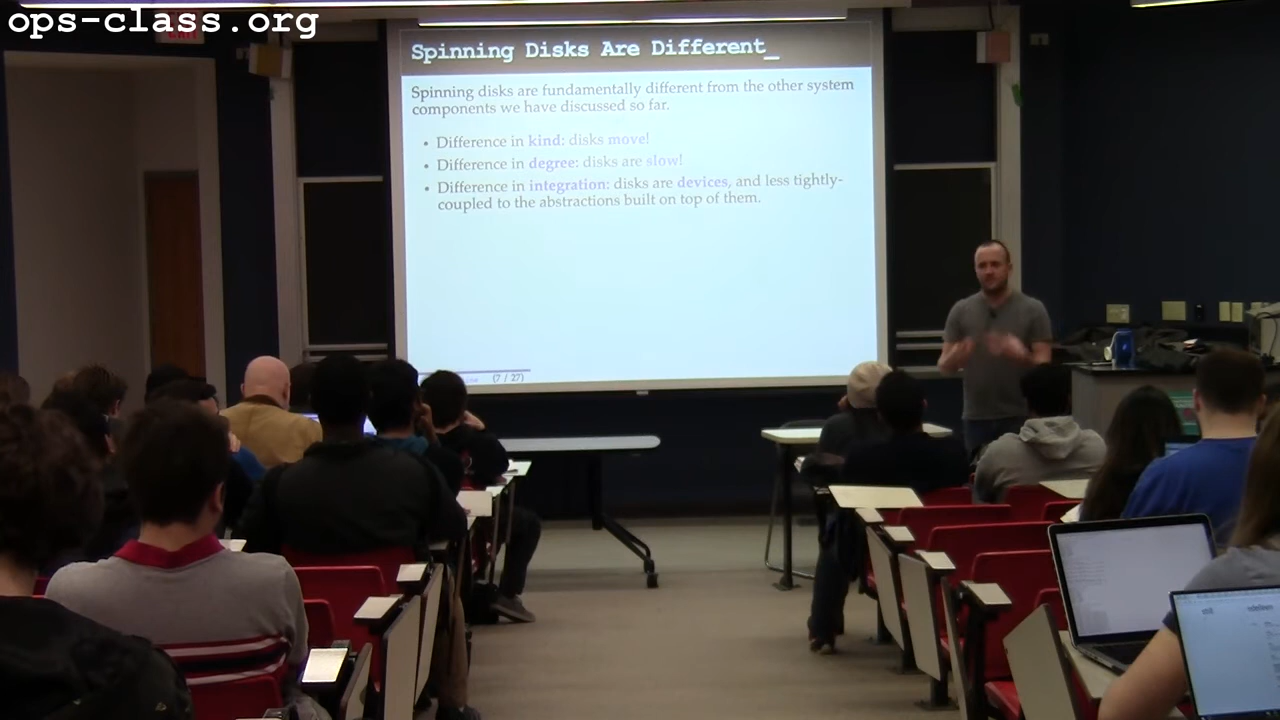 ops-class.org
EXIT
Spinning Disks Are Different_
Spinning disks are fundamentally different from the other system
components we have discussed so far.
• Difference in kind: disks move!
• Difference in degree: disks are slow!
• Difference in integration: disks are devices, and less tightly-
coupled to the abstractions built on top of them.
(7 / 27)